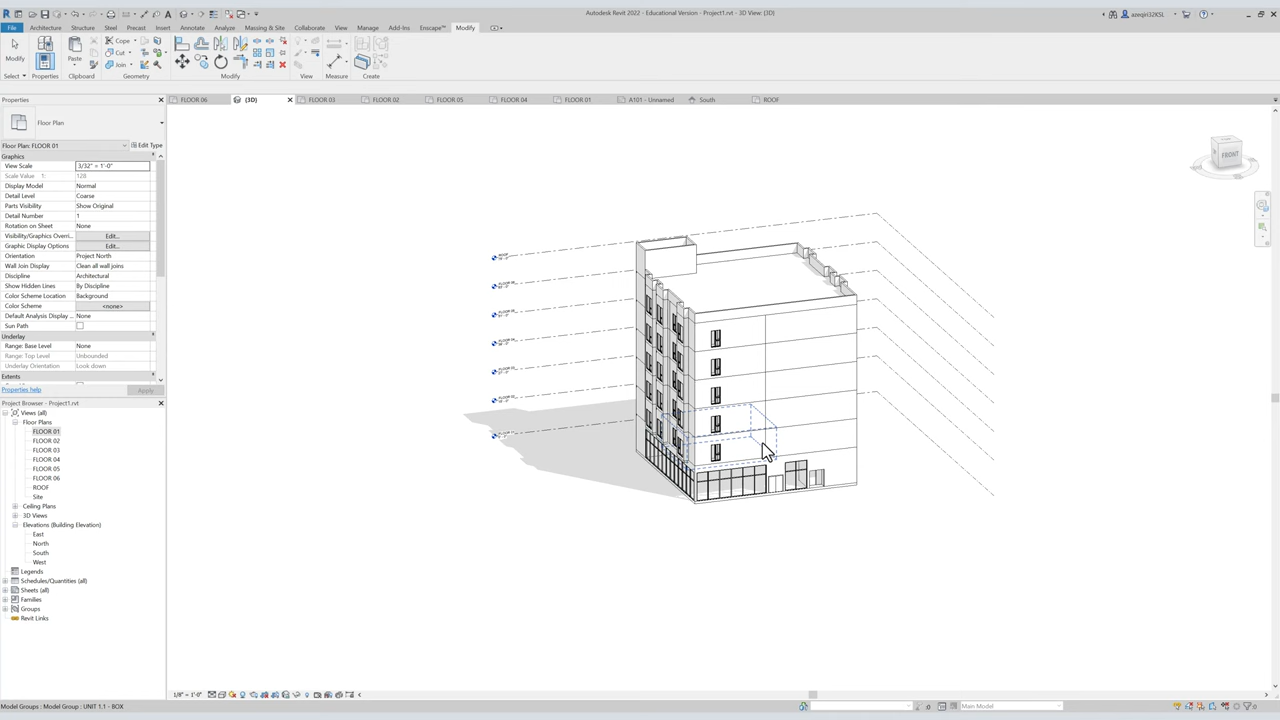 Autodesk Revit 2022 - Educational Version - Project1.rvt - 3D View: {3D}
azegiri32KSL
File Architecture Structure Steel Precast Insert Annotate Analyze Massing & Site Collaborate View Manage Add-Ins Enscape™ Modify
Modify
Properties
Paste
Cope
Cut
Join
Select Properties Clipboard Geometry Modify View Measure Create
Properties
FLOOR 06 {3D} FLOOR 03 FLOOR 02 FLOOR 05 FLOOR 04 FLOOR 01 A101 - Unnamed South ROOF
Floor Plan
Floor Plan: FLOOR 01 Edit Type
Graphics
View Scale 3/32" = 1'-0"
Scale Value 1: 128
Display Model Normal
Detail Level Coarse
Parts Visibility Show Original
Detail Number 1
Rotation on Sheet None
Visibility/Graphics Overri... Edit...
Graphic Display Options Edit...
Orientation Project North
Wall Join Display Clean all wall joins
Discipline Architectural
Show Hidden Lines By Discipline
Color Scheme Location Background
Color Scheme <none>
Default Analysis Display ... None
Sun Path
Underlay
Range: Base Level None
Range: Top Level Unbounded
Underlay Orientation Look down
Extents
Properties help Apply
Project Browser - Project1.rvt
Views (all)
Floor Plans
FLOOR 01
FLOOR 02
FLOOR 03
FLOOR 04
FLOOR 05
FLOOR 06
ROOF
Site
Ceiling Plans
3D Views
Elevations (Building Elevation)
East
North
South
West
Legends
Schedules/Quantities (all)
Sheets (all)
Families
Groups
Revit Links
FRONT
1/8" = 1'-0"
Model Groups : Model Group : UNIT 1.1 - BOX
:0
Main Model
:0